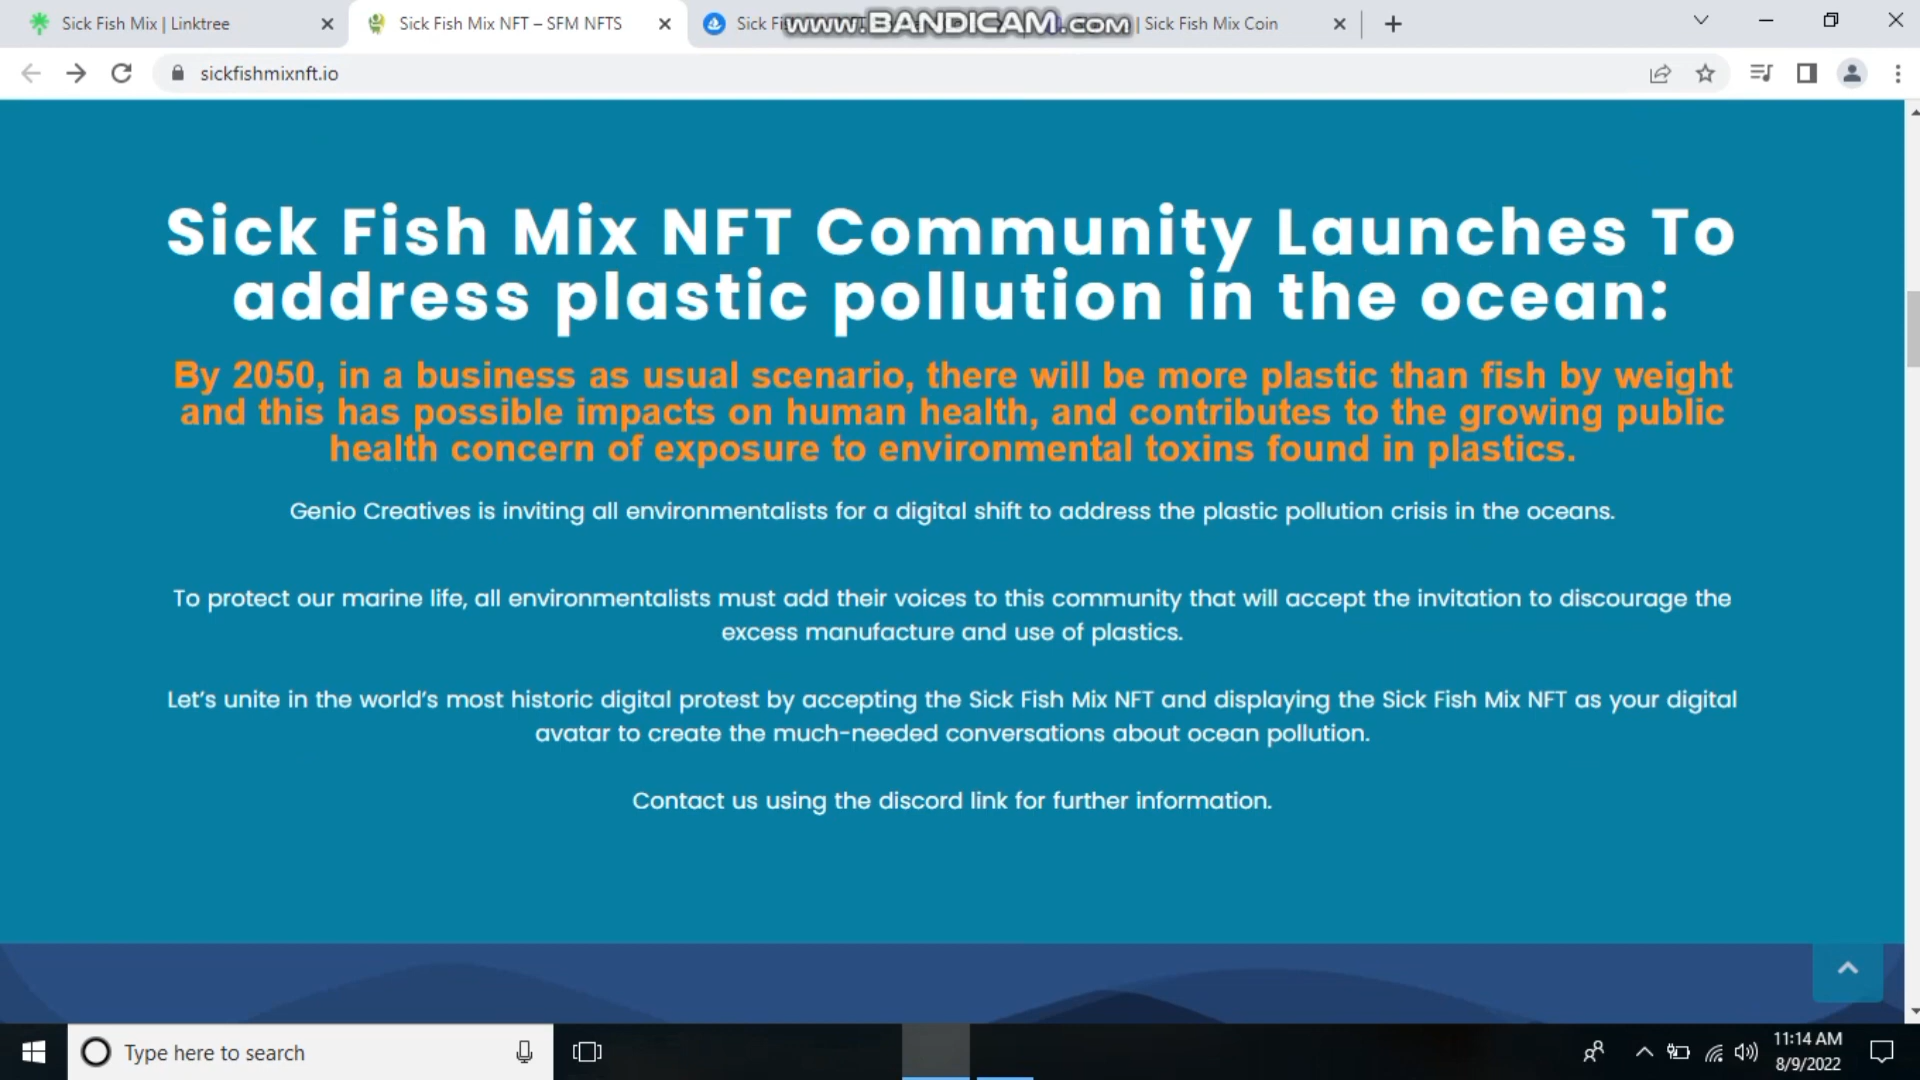 Sick Fish Mix | Linktree
Sick Fish Mix NFT – SFM NFTS
Sick Fi
www.BANDICAM.com
| Sick Fish Mix Coin
sickfishmixnft.io
Sick Fish Mix NFT Community Launches To
address plastic pollution in the ocean:
By 2050, in a business as usual scenario, there will be more plastic than fish by weight
and this has possible impacts on human health, and contributes to the growing public
health concern of exposure to environmental toxins found in plastics.
Genio Creatives is inviting all environmentalists for a digital shift to address the plastic pollution crisis in the oceans.
To protect our marine life, all environmentalists must add their voices to this community that will accept the invitation to discourage the
excess manufacture and use of plastics.
Let’s unite in the world’s most historic digital protest by accepting the Sick Fish Mix NFT and displaying the Sick Fish Mix NFT as your digital
avatar to create the much-needed conversations about ocean pollution.
Contact us using the discord link for further information.
Type here to search
11:14 AM
8/9/2022